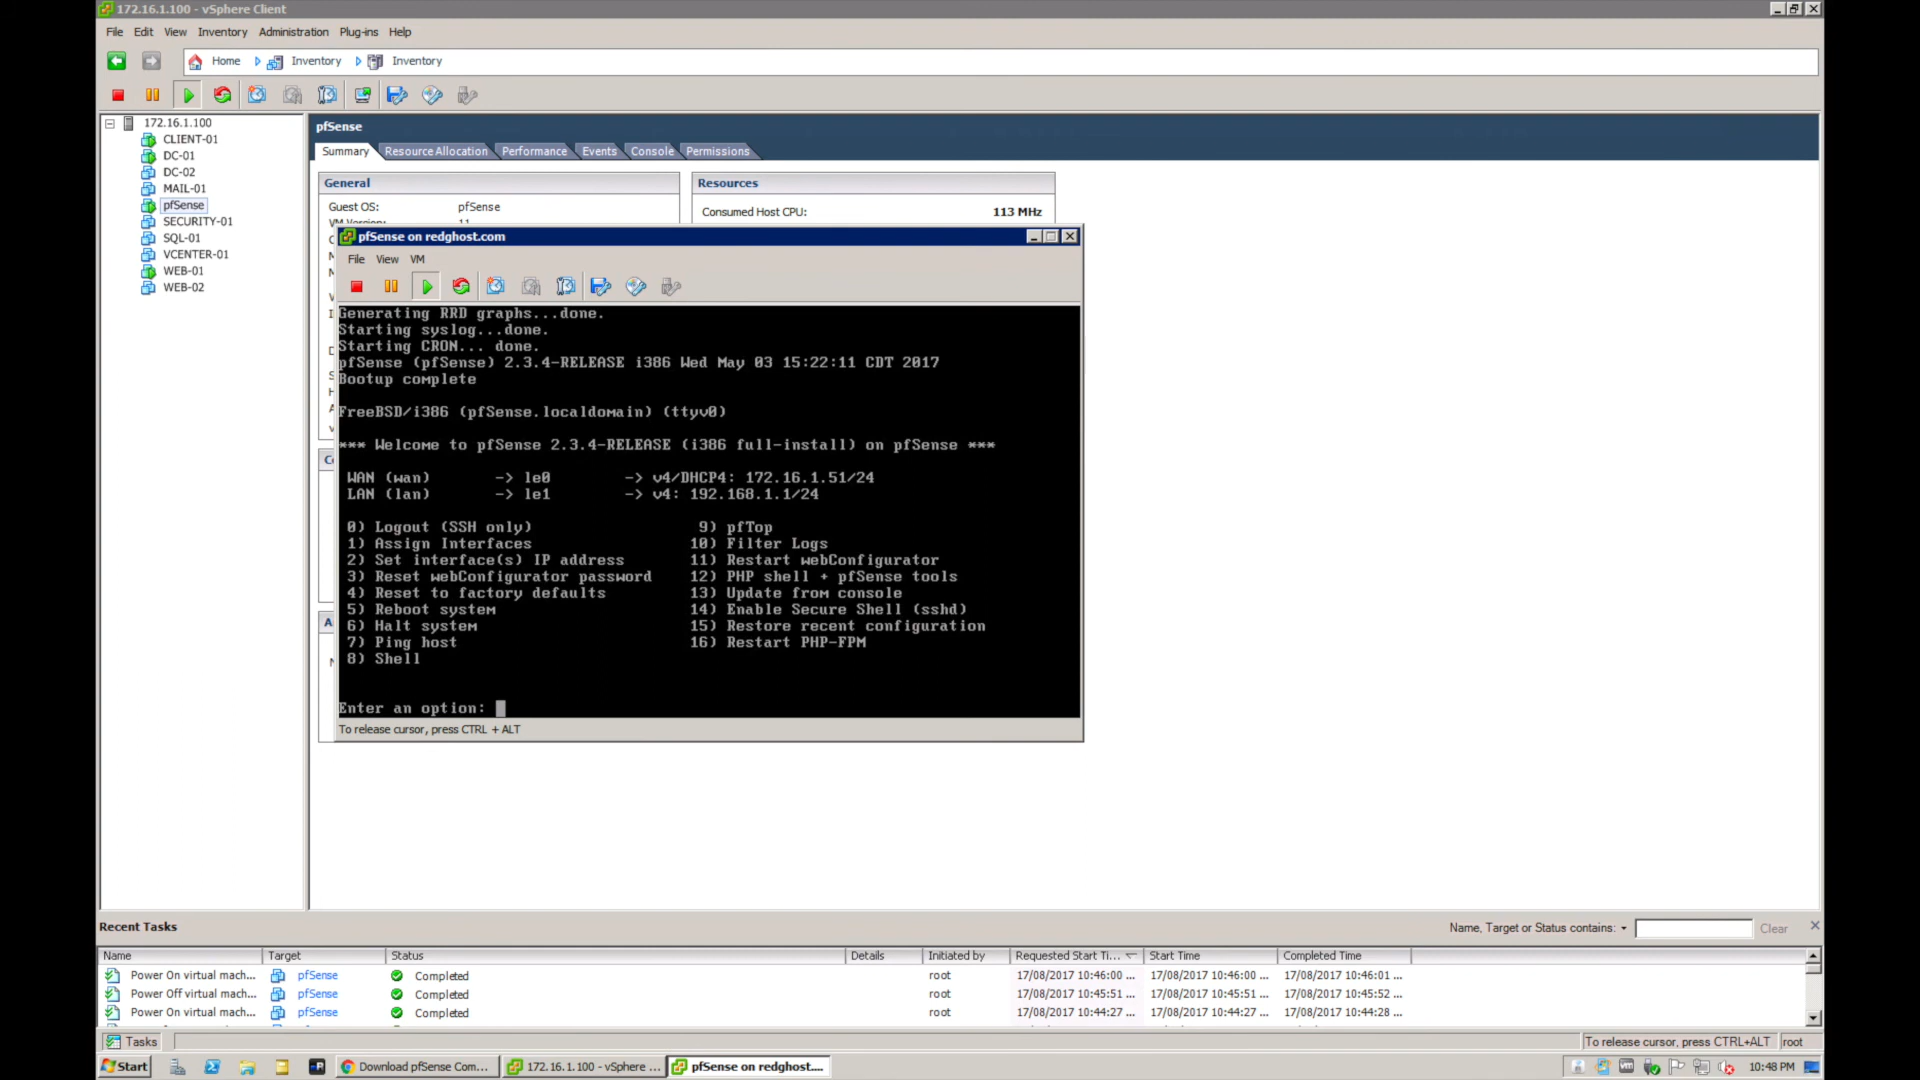 172.16.1.100 - vSphere Client
File Edit View Inventory Administration Plug-ins Help
Home Inventory Inventory
172.16.1.100
CLIENT-01
DC-01
DC-02
MAIL-01
pfSense
SECURITY-01
SQL-01
VCENTER-01
WEB-01
WEB-02
pfSense
Summary Resource Allocation Performance Events Console Permissions
General
Guest OS: pfSense
VM Version: 11
Resources
Consumed Host CPU: 113 MHz
pfSense on redghost.com
File View VM
Generating RRD graphs...done.
Starting syslog...done.
Starting CRON... done.
pfSense (pfSense) 2.3.4-RELEASE i386 Wed May 03 15:22:11 CDT 2017
Bootup complete
FreeBSD/i386 (pfSense.localdomain) (ttyv0)
*** Welcome to pfSense 2.3.4-RELEASE (i386 full-install) on pfSense ***
WAN (wan) -> le0 -> v4/DHCP4: 172.16.1.51/24
LAN (lan) -> le1 -> v4: 192.168.1.1/24
0) Logout (SSH only) 9) pfTop
1) Assign Interfaces 10) Filter Logs
2) Set interface(s) IP address 11) Restart webConfigurator
3) Reset webConfigurator password 12) PHP shell + pfSense tools
4) Reset to factory defaults 13) Update from console
5) Reboot system 14) Enable Secure Shell (sshd)
6) Halt system 15) Restore recent configuration
7) Ping host 16) Restart PHP-FPM
8) Shell
Enter an option:
To release cursor, press CTRL + ALT
Recent Tasks
Name, Target or Status contains: Clear
Name Target Status Details Initiated by Requested Start Ti... Start Time Completed Time
Power On virtual mach... pfSense Completed root 17/08/2017 10:46:00 ... 17/08/2017 10:46:00 ... 17/08/2017 10:46:01 ...
Power Off virtual mach... pfSense Completed root 17/08/2017 10:45:51 ... 17/08/2017 10:45:51 ... 17/08/2017 10:45:52 ...
Power On virtual mach... pfSense Completed root 17/08/2017 10:44:27 ... 17/08/2017 10:44:27 ... 17/08/2017 10:44:28 ...
Tasks To release cursor, press CTRL+ALT root
Start Download pfSense Com... 172.16.1.100 - vSphere ... pfSense on redghost.... 10:48 PM